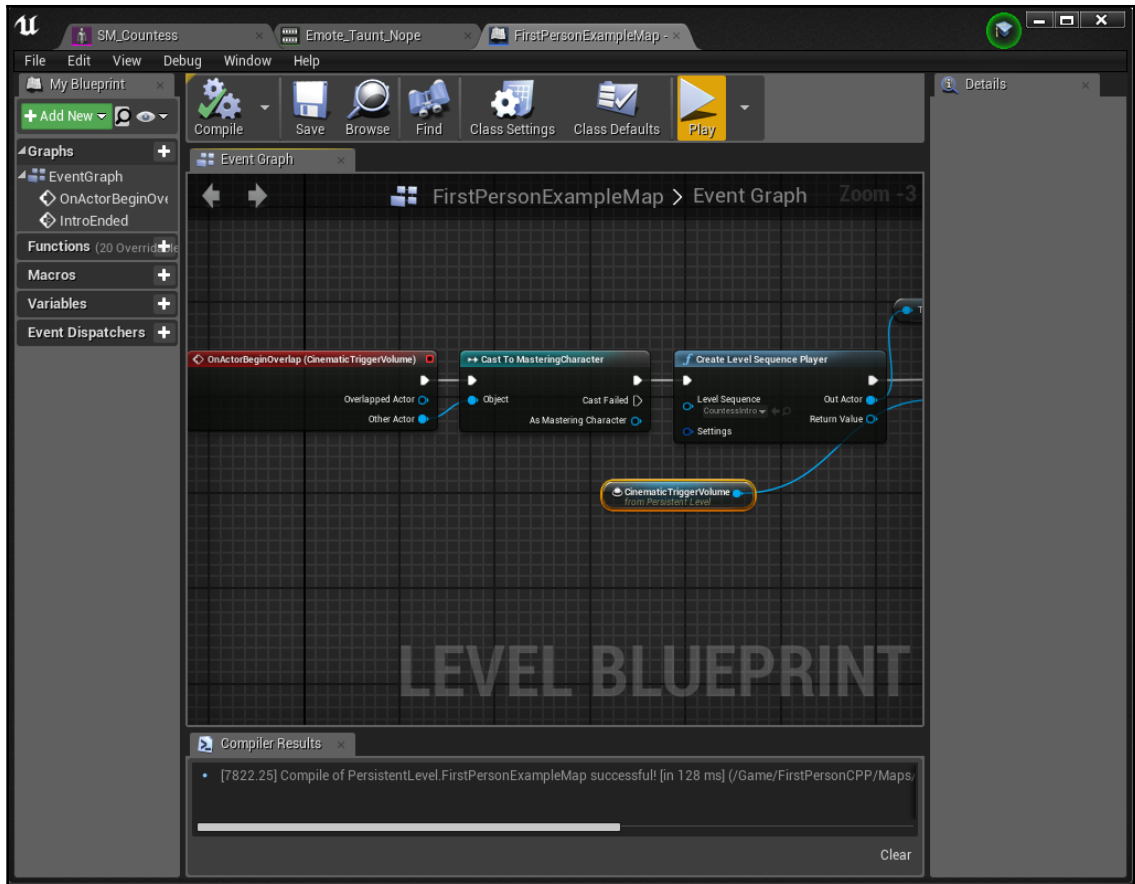 SM_Countess
Emote_Taunt_Nope
FirstPersonExampleMap -
File Edit View Debug Window Help
My Blueprint
Details
Add New
Compile Save Browse Find Class Settings Class Defaults Play
Graphs
EventGraph
OnActorBeginOve
IntroEnded
Functions (20 Overridable
Macros
Variables
Event Dispatchers
Event Graph
FirstPersonExampleMap > Event Graph
Zoom -3
OnActorBeginOverlap (CinematicTriggerVolume)
Overlapped Actor
Other Actor
Cast To MasteringCharacter
Object
Cast Failed
As Mastering Character
Create Level Sequence Player
Level Sequence
CountessIntro
Settings
Out Actor
Return Value
T
CinematicTriggerVolume
from Persistent Level
LEVEL BLUEPRINT
Compiler Results
• [7822.25] Compile of PersistentLevel.FirstPersonExampleMap successful! [in 128 ms] (/Game/FirstPersonCPP/Maps/
Clear